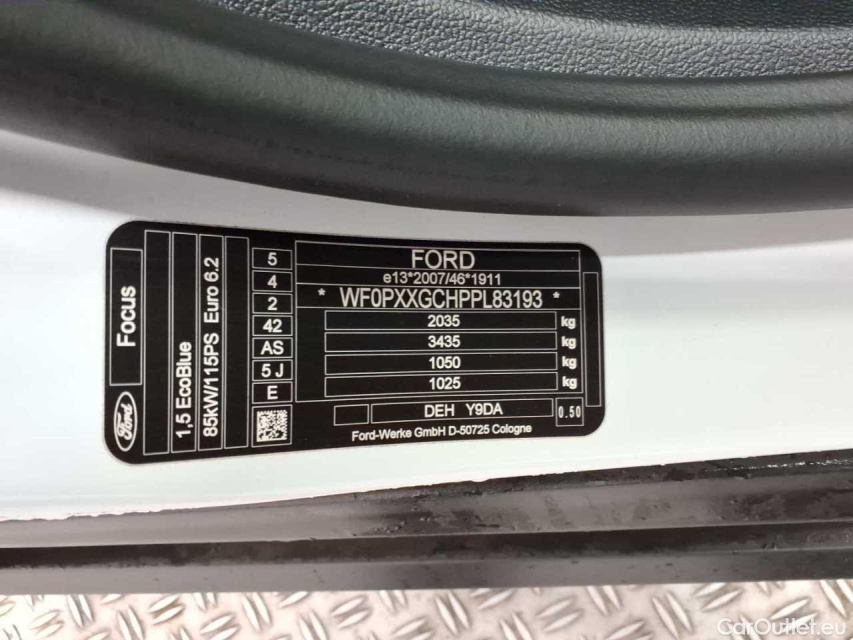 Focus
Ford
1,5 EcoBlue
85kW/115PS Euro 6.2
5
4
2
42
AS
5 J
E
FORD
e13*2007/46*1911
* WF0PXXGCHPPL83193 *
2035 kg
3435 kg
1050 kg
1025 kg
DEH Y9DA
0.50
Ford-Werke GmbH D-50725 Cologne
CarOutlet.eu